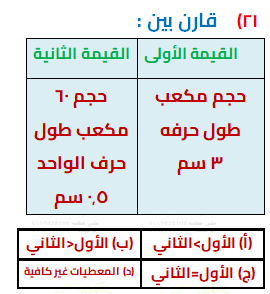 ٢١) قارن بين :
القيمة الأولى
القيمة الثانية
حجم مكعب
طول حرفه
٣ سم
حجم ٦٠
مكعب طول
حرف الواحد
٠,٥ سم
(أ) الأول>الثاني
(ب) الأول<الثاني
(ج) الأول=الثاني
(د) المعطيات غير كافية